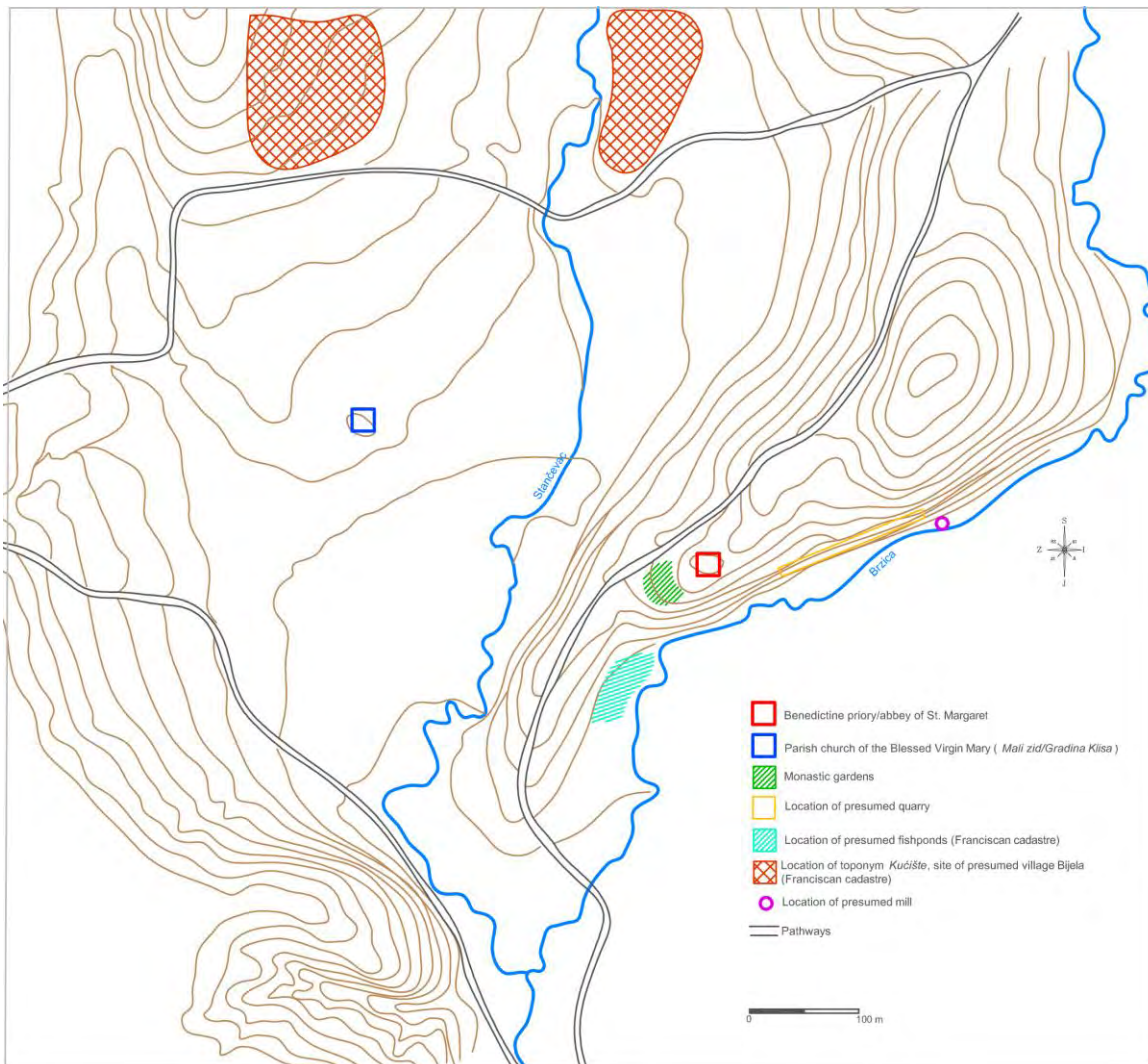 Stančevac
Brzica
S
Z I
J
Benedictine priory/abbey of St. Margaret
Parish church of the Blessed Virgin Mary ( Mali zid/Gradina Klisa )
Monastic gardens
Location of presumed quarry
Location of presumed fishponds (Franciscan cadastre)
Location of toponym Kućište, site of presumed village Bijela
(Franciscan cadastre)
Location of presumed mill
Pathways
0 100 m